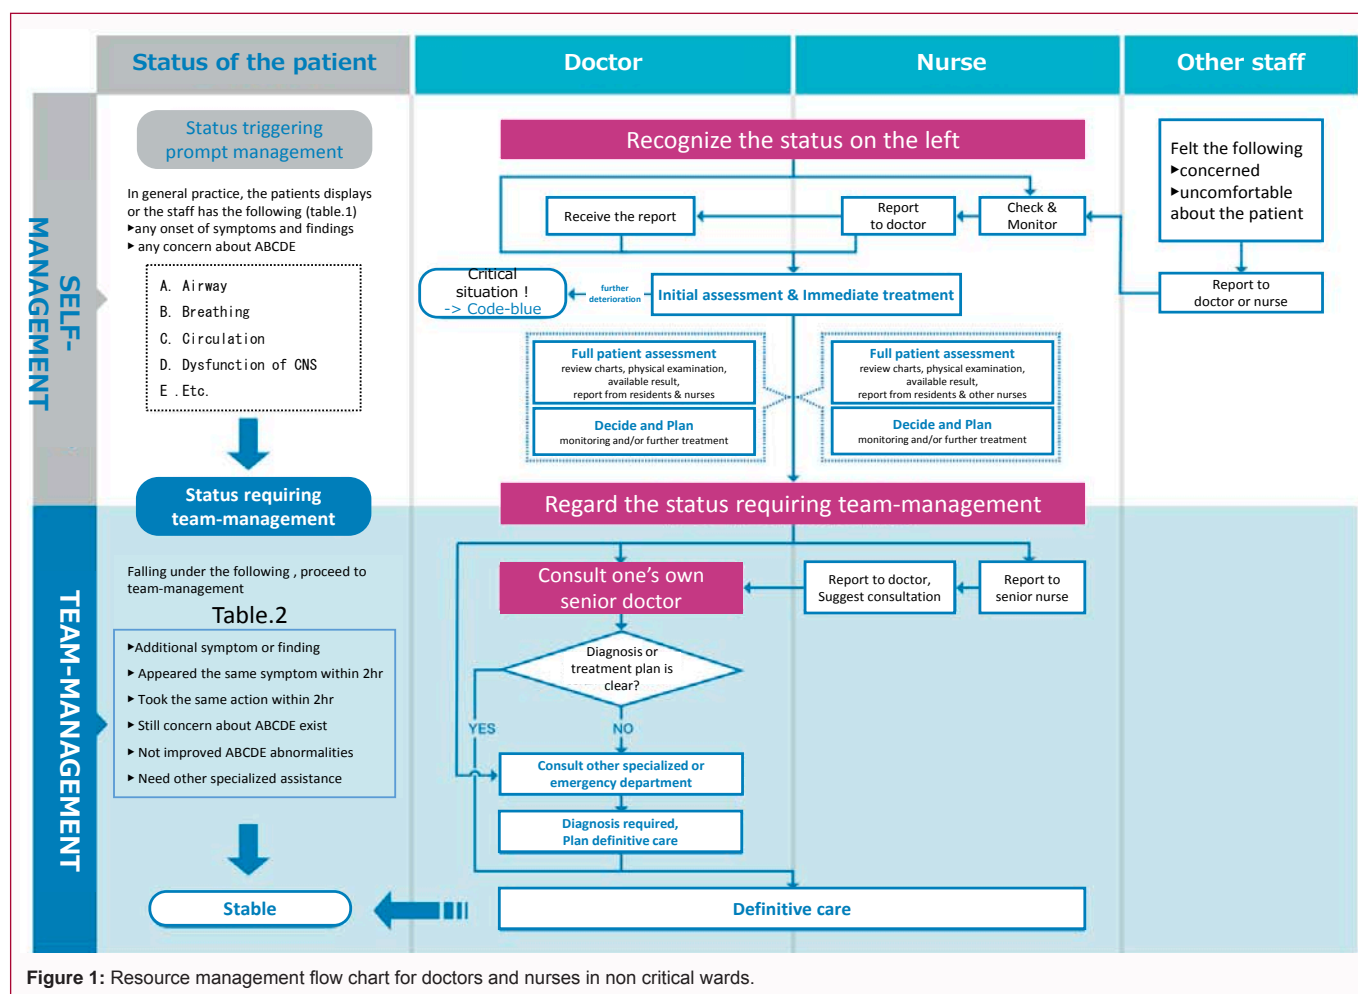 Status of the patient
Doctor
Nurse
Other staff
SELF-
MANAGEMENT
Status triggering
prompt management
In general practice, the patients displays
or the staff has the following (table.1)
▶any onset of symptoms and findings
▶ any concern about ABCDE
A. Airway
B. Breathing
C. Circulation
D. Dysfunction of CNS
E .Etc.
Recognize the status on the left
Receive the report
Report
to doctor
Check &
Monitor
Felt the following
▶concerned
▶uncomfortable
about the patient
Report to
doctor or nurse
Critical
situation !
-> Code-blue
further
deterioration
Initial assessment & Immediate treatment
Full patient assessment
review charts, physical examination,
available result,
report from residents & nurses
Decide and Plan
monitoring and/or further treatment
Full patient assessment
review charts, physical examination,
available result,
report from residents & other nurses
Decide and Plan
monitoring and/or further treatment
Status requiring
team-management
Regard the status requiring team-management
TEAM-MANAGEMENT
Falling under the following , proceed to
team-management
Table.2
▶Additional symptom or finding
▶ Appeared the same symptom within 2hr
▶ Took the same action within 2hr
▶ Still concern about ABCDE exist
▶ Not improved ABCDE abnormalities
▶ Need other specialized assistance
Consult one's own
senior doctor
Report to doctor,
Suggest consultation
Report to
senior nurse
Diagnosis or
treatment plan is
clear?
YES
NO
Consult other specialized or
emergency department
Diagnosis required,
Plan definitive care
Stable
Definitive care
Figure 1: Resource management flow chart for doctors and nurses in non critical wards.